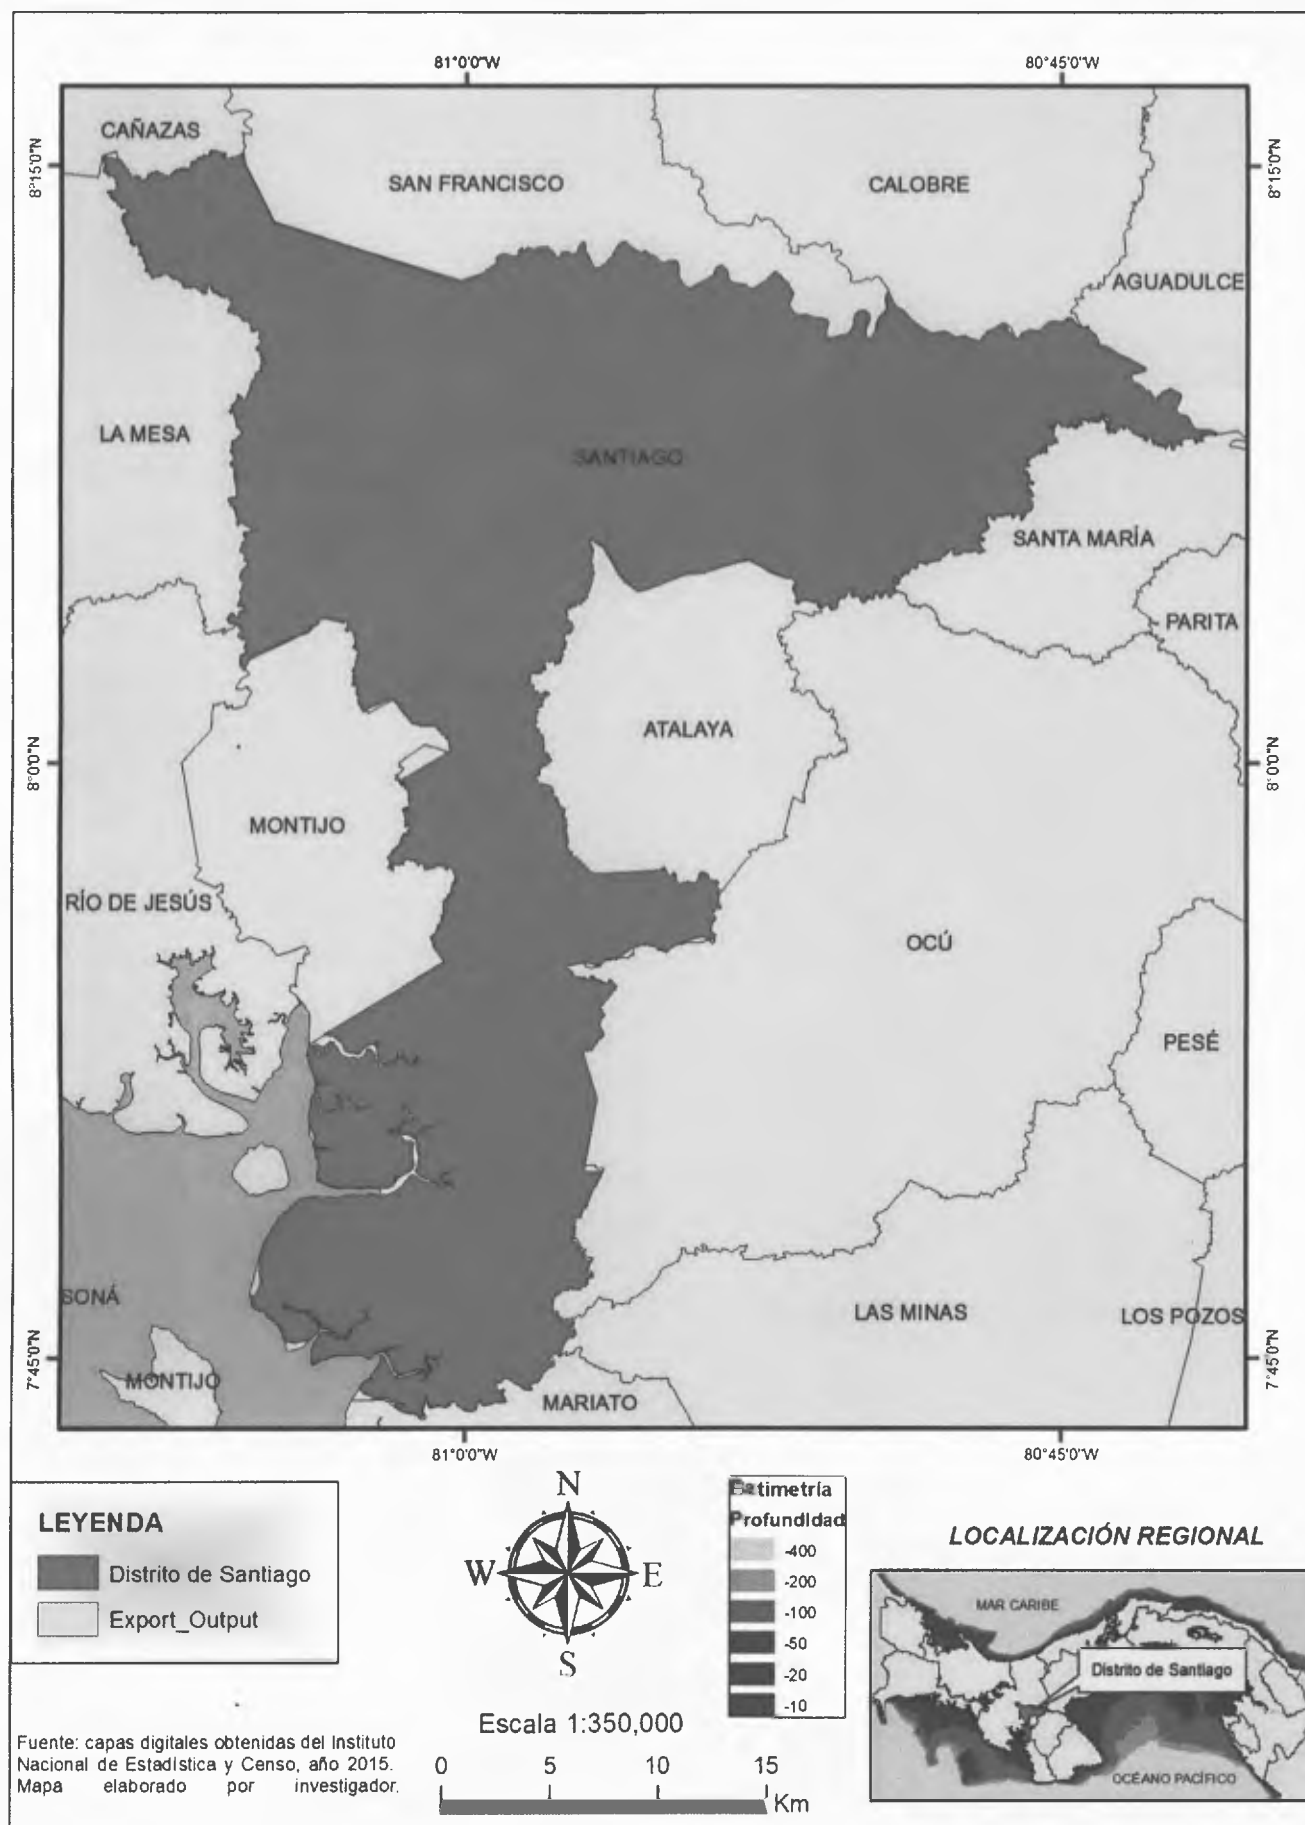 81°0'0"W
80°45'0"W
8°15'0"N
8°15'0"N
CAÑAZAS
SAN FRANCISCO
CALOBRE
AGUADULCE
LA MESA
SANTIAGO
SANTA MARÍA
PARITA
ATALAYA
8°0'0"N
8°0'0"N
MONTIJO
RÍO DE JESÚS
OCÚ
PESÉ
SONÁ
LAS MINAS
LOS POZOS
7°45'0"N
7°45'0"N
MONTIJO
MARIATO
81°0'0"W
80°45'0"W
LEYENDA
Distrito de Santiago
Export_Output
N
W
E
S
Escala 1:350,000
0 5 10 15
Km
Batimetría
Profundidad
-400
-200
-100
-50
-20
-10
LOCALIZACIÓN REGIONAL
MAR CARIBE
Distrito de Santiago
OCÉANO PACÍFICO
Fuente: capas digitales obtenidas del Instituto
Nacional de Estadística y Censo, año 2015.
Mapa elaborado por investigador.